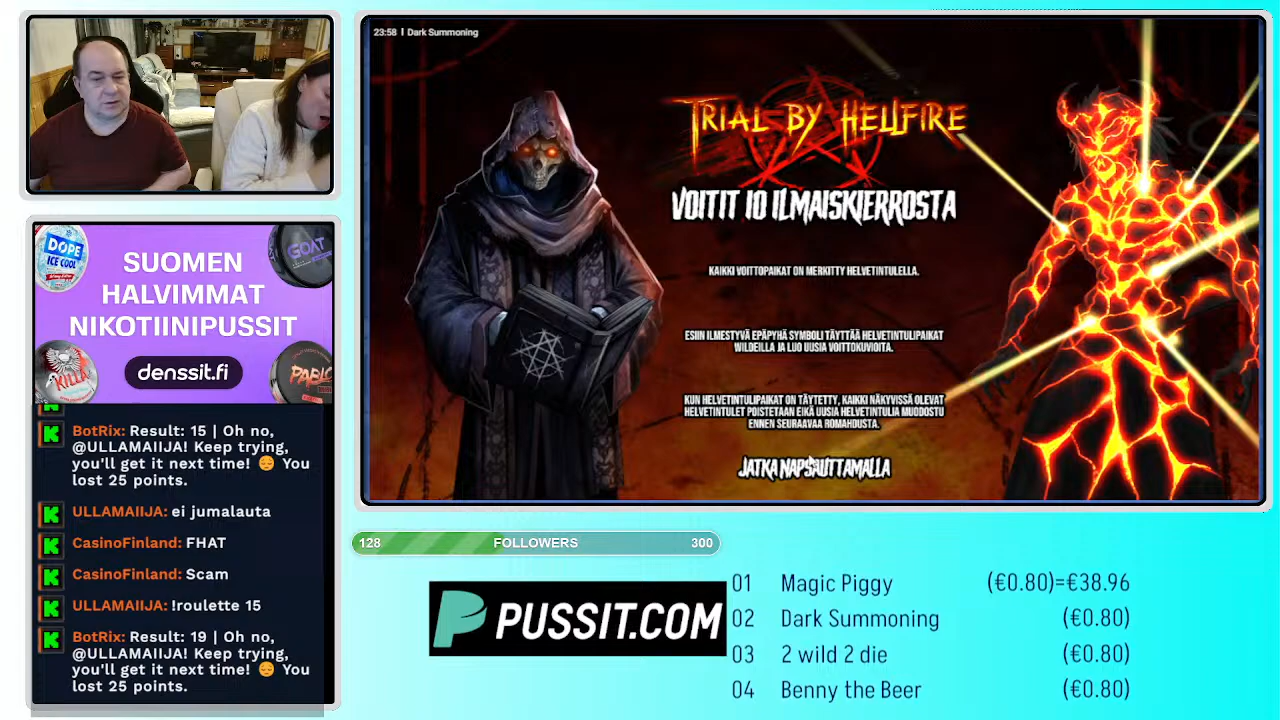 23:58 | Dark Summoning
TRIAL BY HELLFIRE
VOITIT 10 ILMAISKIERROSTA
KAIKKI VOITTOPAIKAT ON MERKITTY HELVETINTULELLA.
ESIIN ILMESTYVÄ EPÄPYHÄ SYMBOLI TÄYTTÄÄ HELVETINTULIPAIKAT
WILDEILLA JA LUO UUSIA VOITTOKUVIOITA.
KUN HELVETINTULIPAIKAT ON TÄYTETTY, KAIKKI NÄKYVISSÄ OLEVAT
HELVETINTULET POISTETAAN EIKÄ UUSIA HELVETINTULIA MUODOSTU
ENNEN SEURAAVAA ROMAHDUSTA.
JATKA NAPSAUTTAMALLA
DOPE
ICE COOL
GOAT
SUOMEN
HALVIMMAT
NIKOTIINIPUSSIT
denssit.fi
KILLA
PABLO
BotRix: Result: 15 | Oh no,
@ULLAMAIIJA! Keep trying,
you'll get it next time! 😔 You
lost 25 points.
ULLAMAIIJA: ei jumalauta
CasinoFinland: FHAT
CasinoFinland: Scam
ULLAMAIIJA: !roulette 15
BotRix: Result: 19 | Oh no,
@ULLAMAIIJA! Keep trying,
you'll get it next time! 😔 You
lost 25 points.
128 FOLLOWERS 300
PUSSIT.COM
01 Magic Piggy (€0.80)=€38.96
02 Dark Summoning (€0.80)
03 2 wild 2 die (€0.80)
04 Benny the Beer (€0.80)